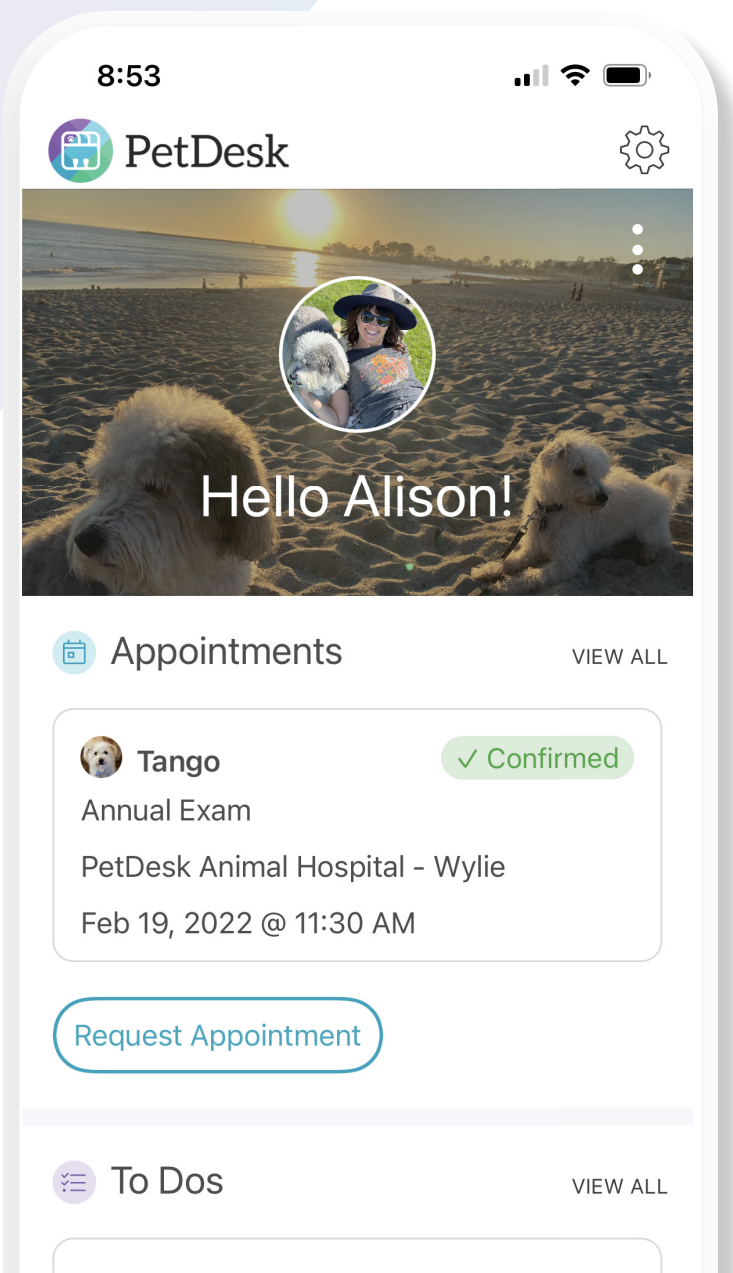 8:53
PetDesk
Hello Alison!
Appointments
VIEW ALL
Tango
✓ Confirmed
Annual Exam
PetDesk Animal Hospital - Wylie
Feb 19, 2022 @ 11:30 AM
Request Appointment
To Dos
VIEW ALL